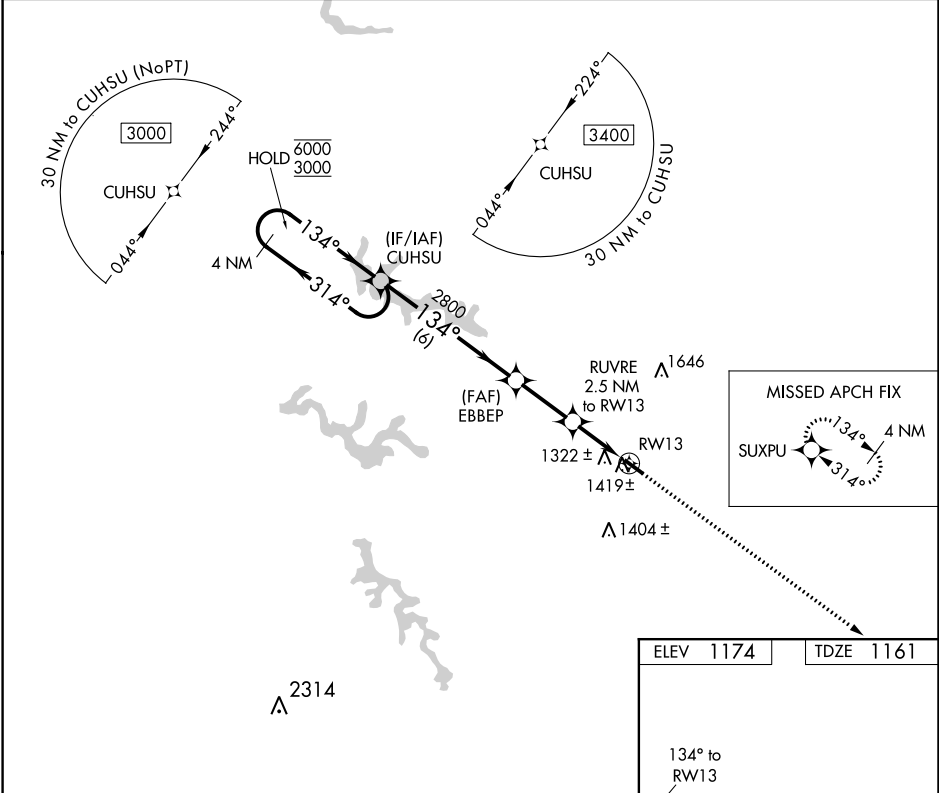 30 NM to CUHSU (NoPT)
3000
244°
CUHSU
044°
HOLD 6000
3000
224°
3400
CUHSU
044°
30 NM to CUHSU
134°
4 NM
314°
(IF/IAF)
CUHSU
2800
134°
(6)
(FAF)
EBBEP
RUVRE
2.5 NM
to RW13
1646
RW13
1322 ±
1419±
1404 ±
MISSED APCH FIX
134°
4 NM
SUXPU
314°
2314
ELEV 1174
TDZE 1161
134° to
RW13